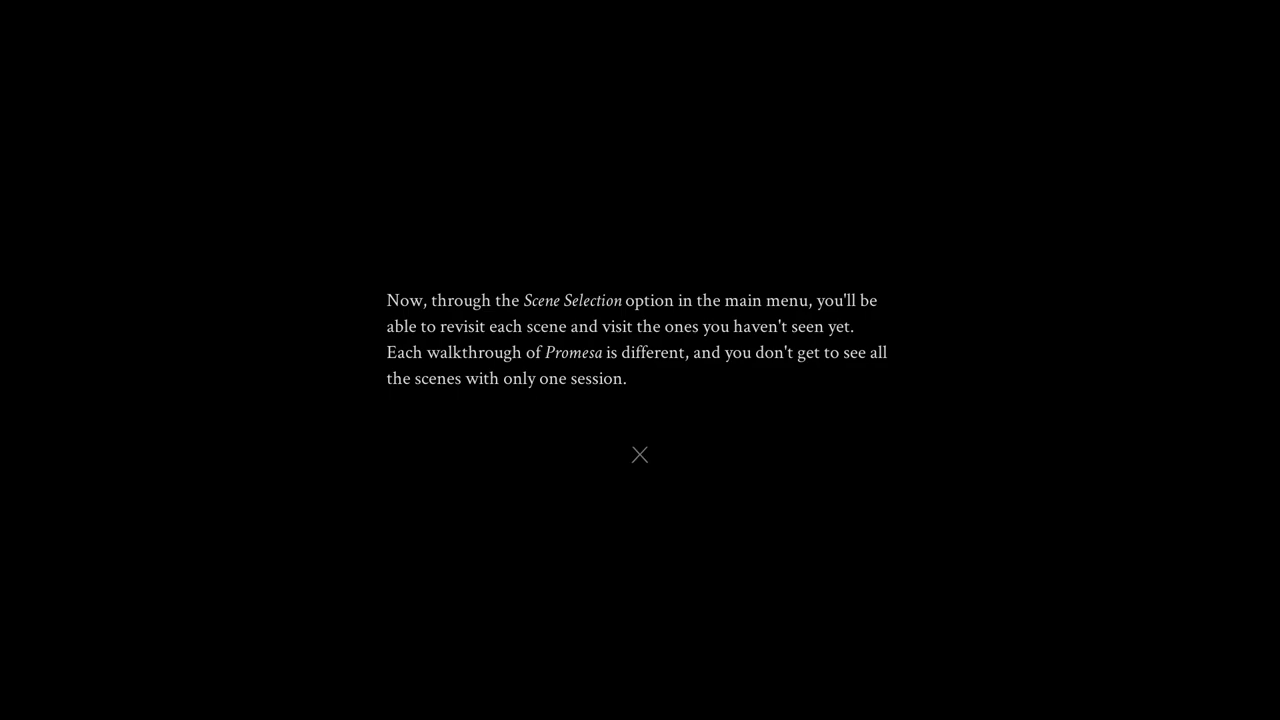 Now, through the Scene Selection option in the main menu, you'll be
able to revisit each scene and visit the ones you haven't seen yet.
Each walkthrough of Promesa is different, and you don't get to see all
the scenes with only one session.